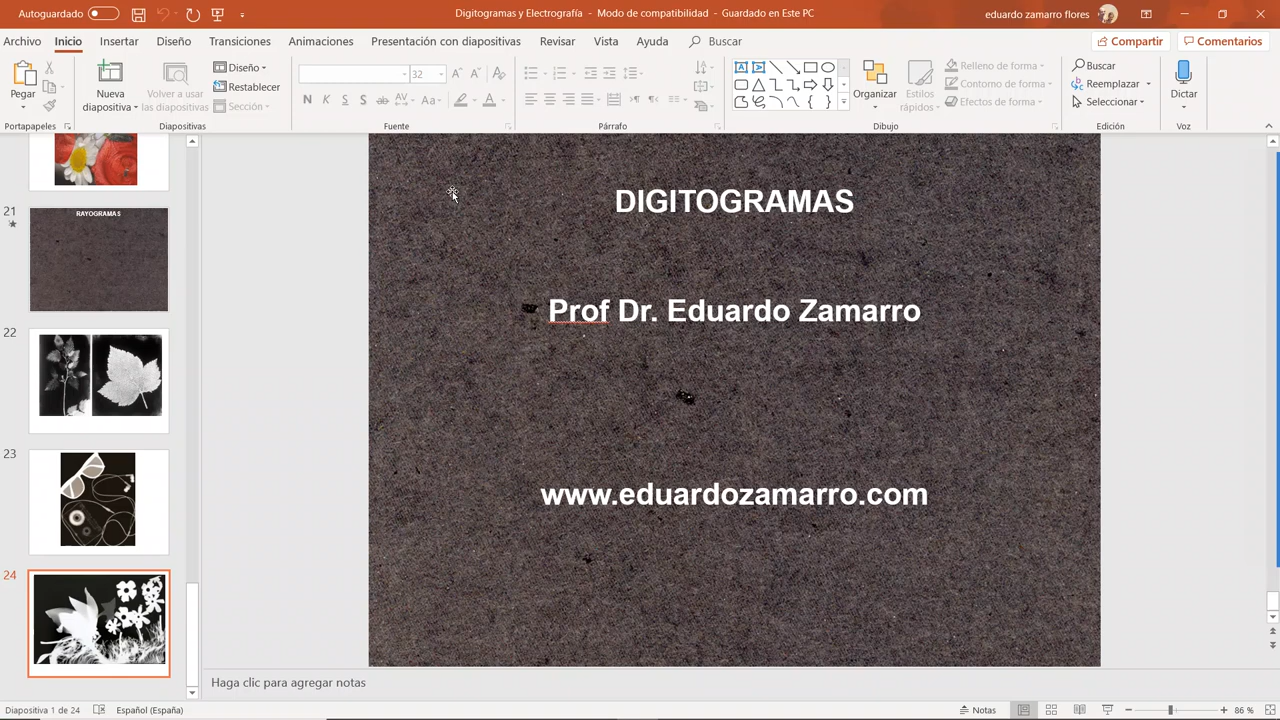 Autoguardado
Digitogramas y Electrografía - Modo de compatibilidad - Guardado en Este PC
eduardo zamarro flores
Archivo
Inicio
Insertar
Diseño
Transiciones
Animaciones
Presentación con diapositivas
Revisar
Vista
Ayuda
Buscar
Compartir
Comentarios
Pegar
Nueva
diapositiva
Volver a usar
as diapositivas
Diseño
Restablecer
Sección
32
N
Organizar
Estilos
rápidos
Relleno de forma
Contorno de forma
Efectos de forma
Buscar
Reemplazar
Seleccionar
Dictar
Portapapeles
Diapositivas
Fuente
Párrafo
Dibujo
Edición
Voz
21
RAYOGRAMAS
22
23
24
DIGITOGRAMAS
Prof Dr. Eduardo Zamarro
www.eduardozamarro.com
Haga clic para agregar notas
Diapositiva 1 de 24
Español (España)
Notas
86 %